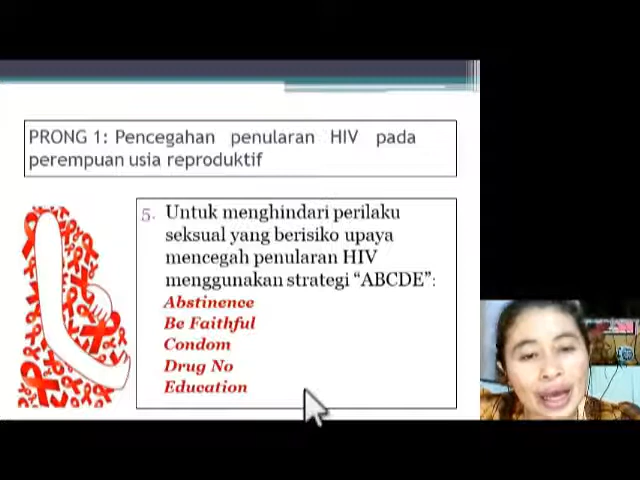 PRONG 1: Pencegahan penularan HIV pada
perempuan usia reproduktif
5. Untuk menghindari perilaku
seksual yang berisiko upaya
mencegah penularan HIV
menggunakan strategi “ABCDE”:
Abstinence
Be Faithful
Condom
Drug No
Education